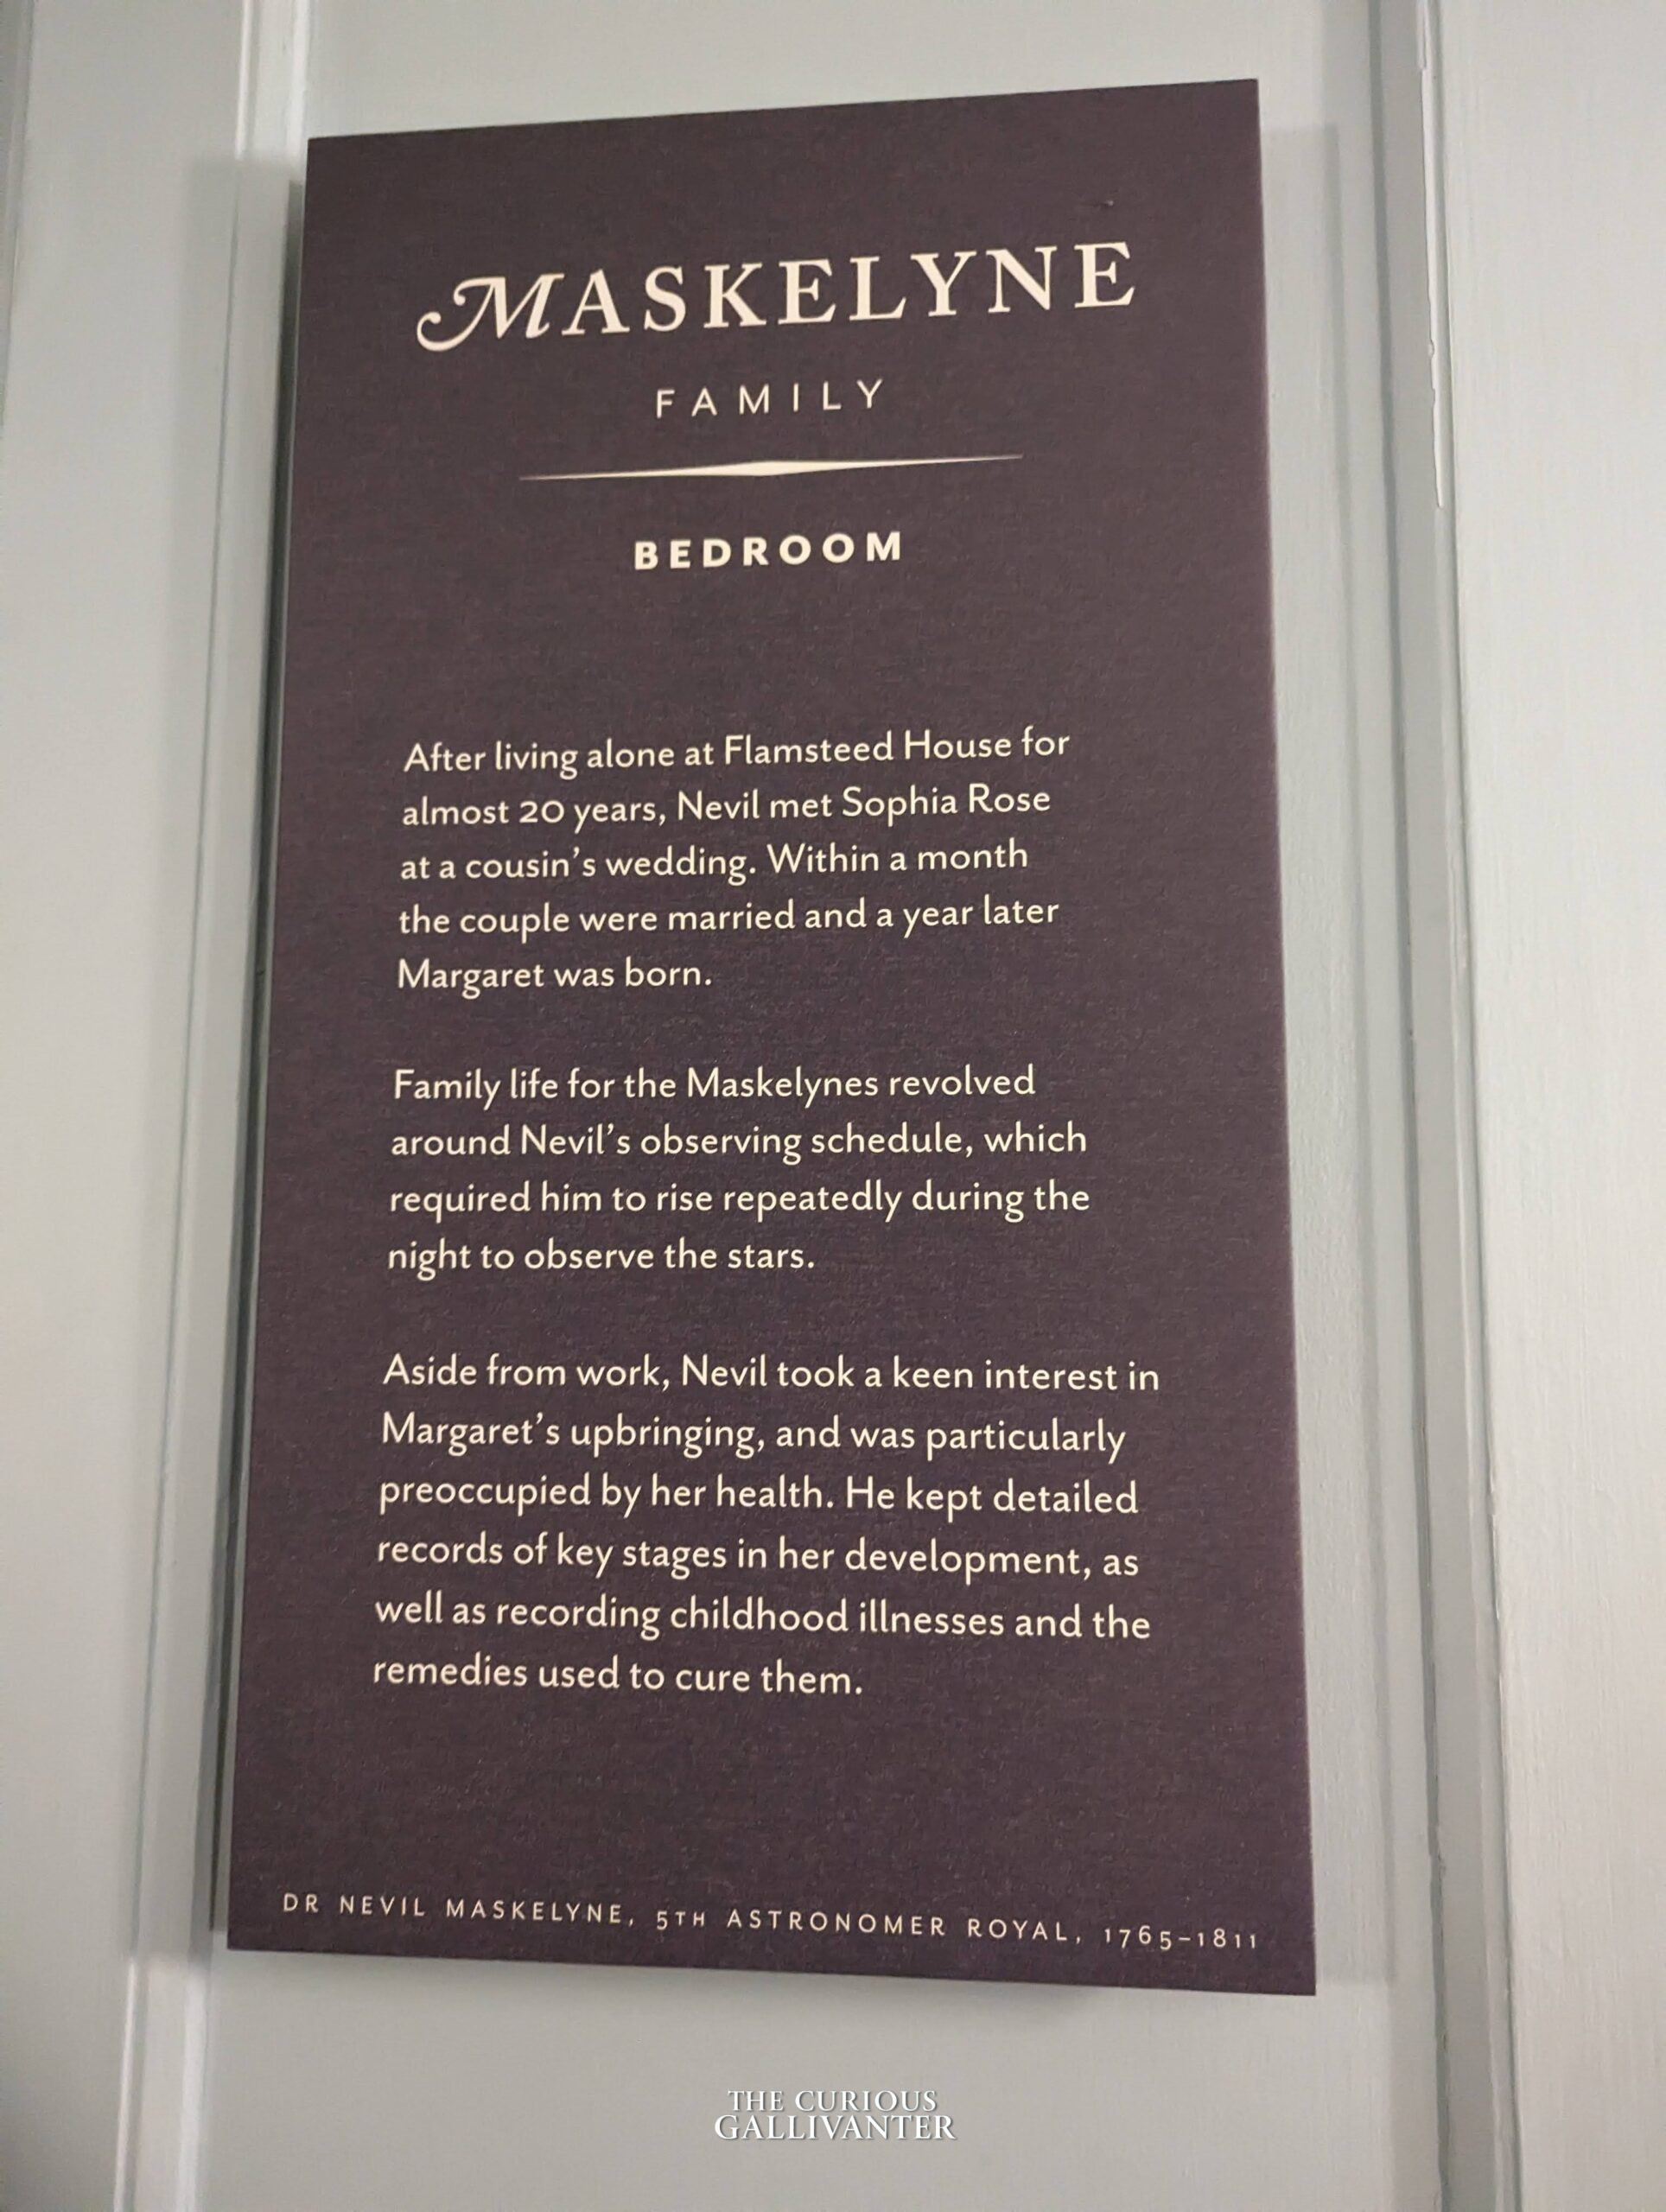 MASKELYNE
FAMILY
BEDROOM
After living alone at Flamsteed House for
almost 20 years, Nevil met Sophia Rose
at a cousin's wedding. Within a month
the couple were married and a year later
Margaret was born.
Family life for the Maskelynes revolved
around Nevil's observing schedule, which
required him to rise repeatedly during the
night to observe the stars.
Aside from work, Nevil took a keen interest in
Margaret's upbringing, and was particularly
preoccupied by her health. He kept detailed
records of key stages in her development, as
well as recording childhood illnesses and the
remedies used to cure them.
DR NEVIL MASKELYNE, 5TH ASTRONOMER ROYAL, 1765–1811
THE CURIOUS
GALLIVANTER